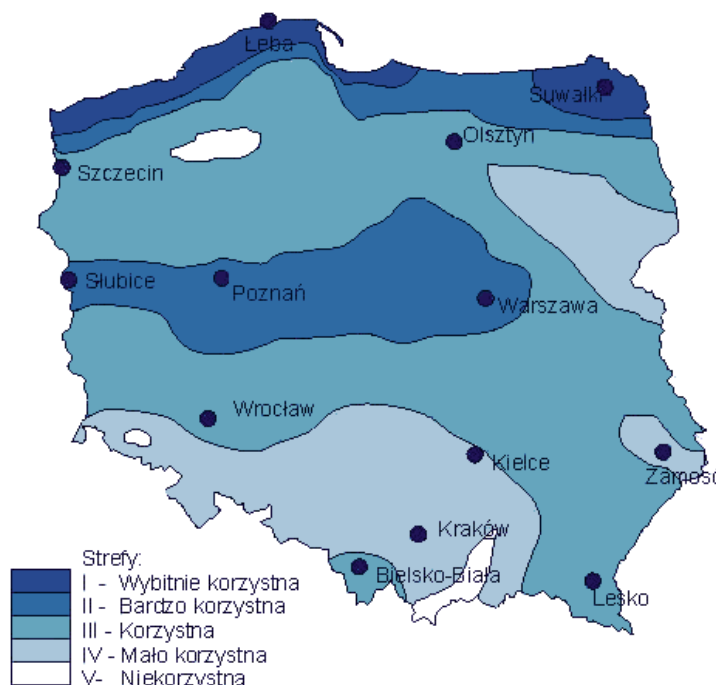 Łeba
Suwałki
Olsztyn
Szczecin
Słubice
Poznań
Warszawa
Wrocław
Kielce
Zamość
Kraków
Bielsko-Biała
Lesko
Strefy:
I - Wybitnie korzystna
II - Bardzo korzystna
III - Korzystna
IV - Mało korzystna
V- Niekorzystna